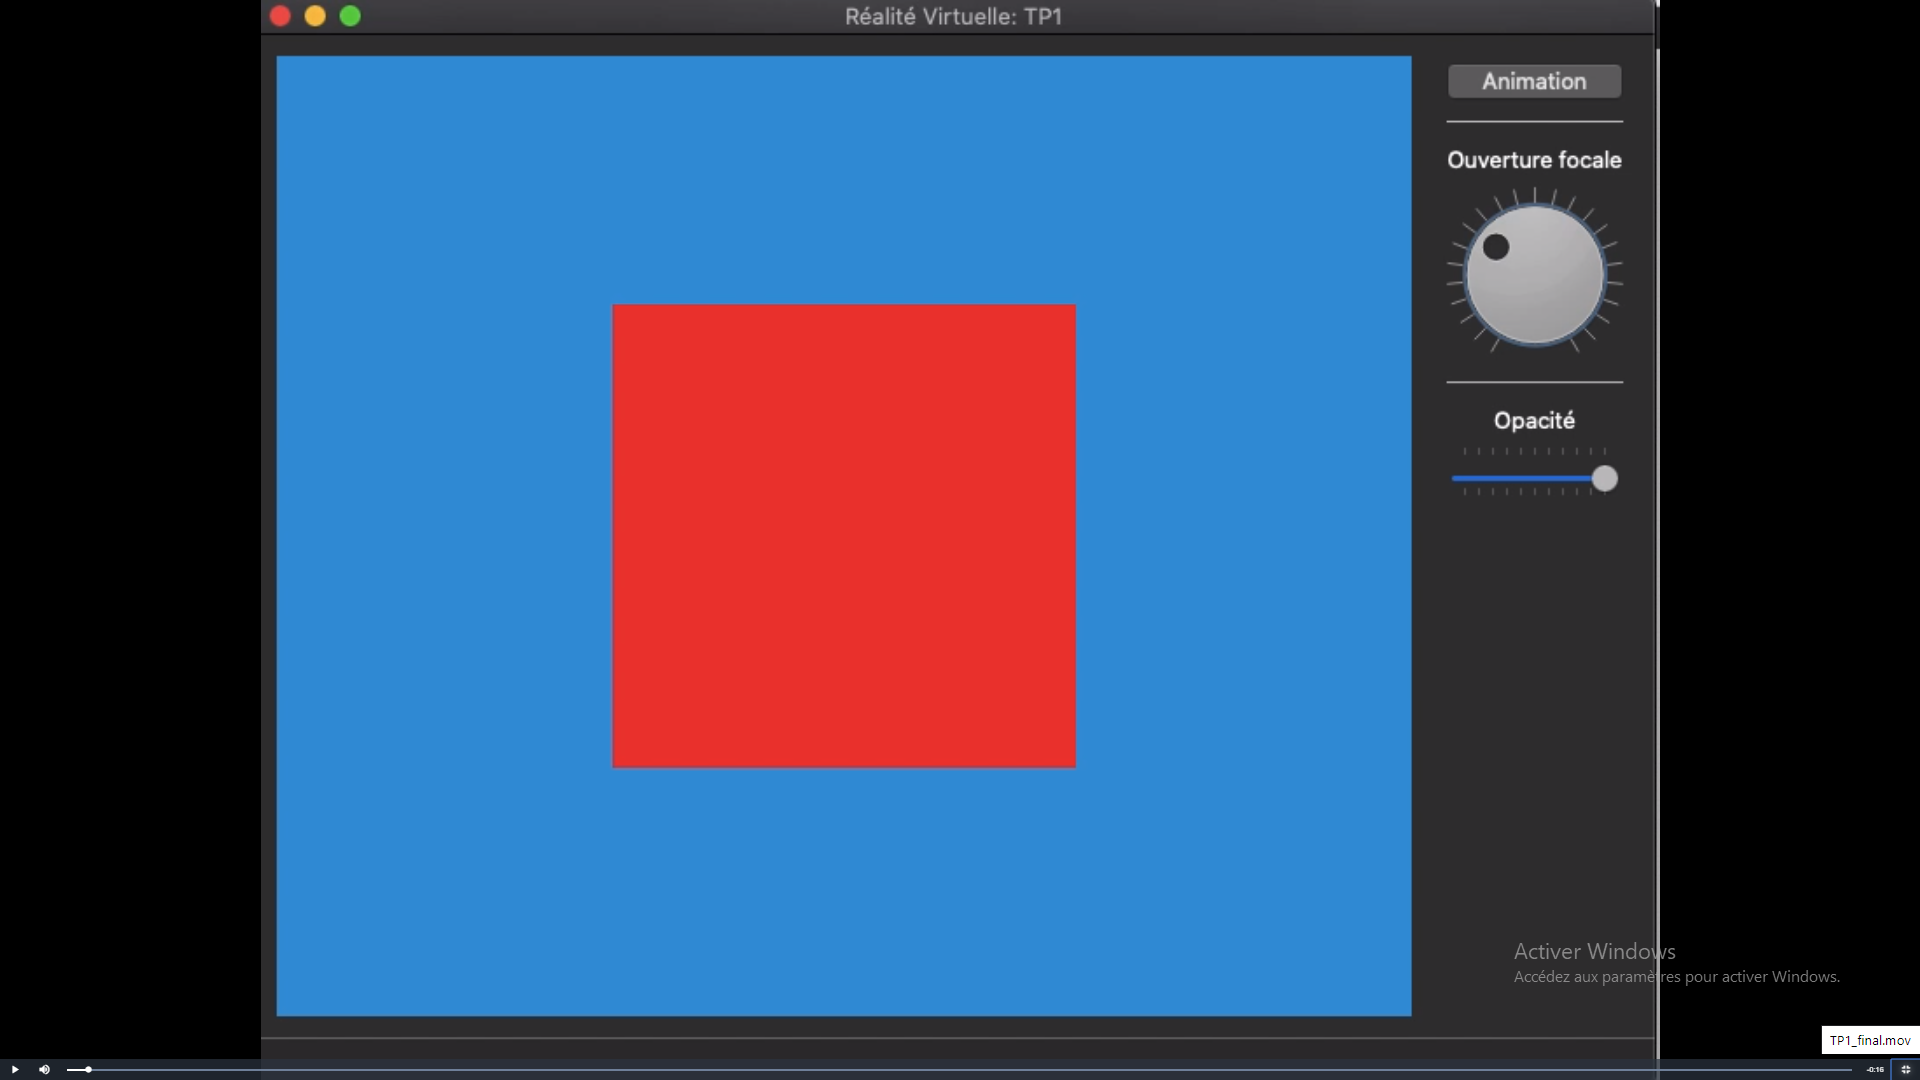 Réalité Virtuelle: TP1
Animation
Ouverture focale
Opacité
Activer Windows
Accédez aux paramètres pour activer Windows.
TP1_final.mov
-0:16